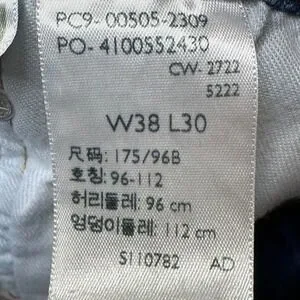 PC9-00505-2309
PO-4100552430
CW-2722
5222
W38 L30
尺码: 175/96B
호칭: 96-112
허리둘레: 96 cm
엉덩이둘레: 112 cm
S110782 AD